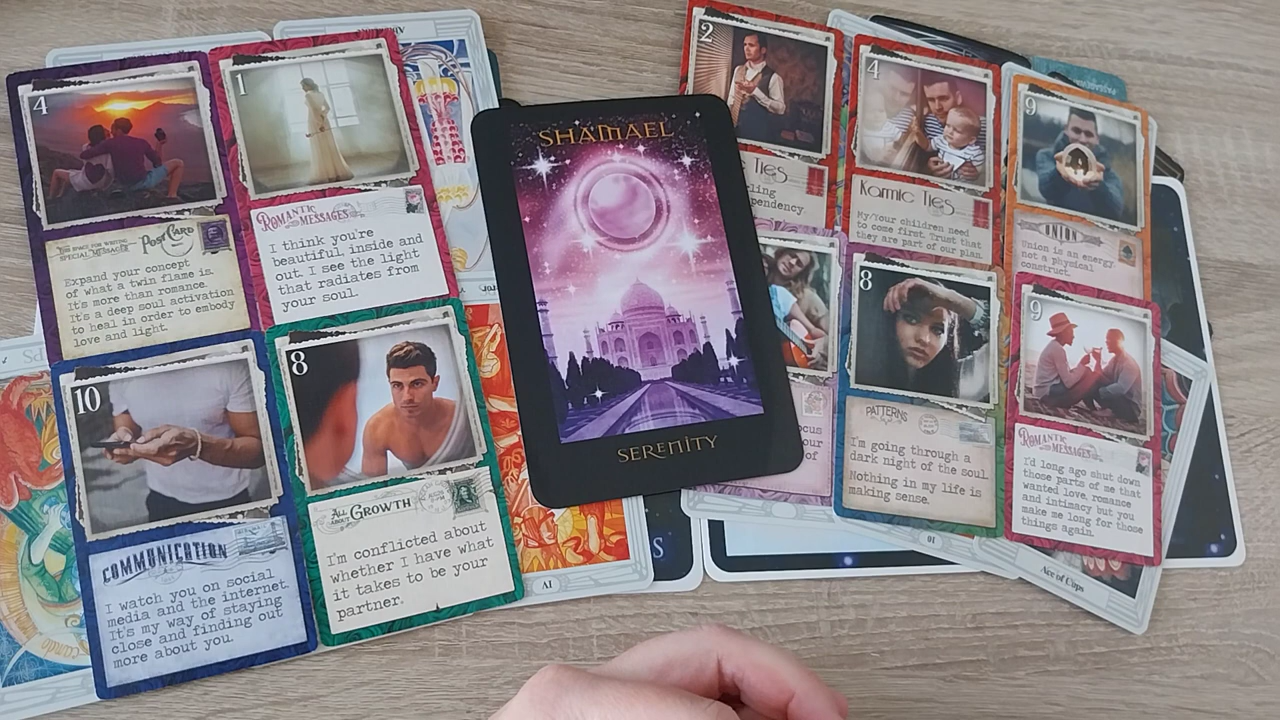 4
THE SPACE FOR WRITING
SPECIAL MESSAGES
POSTCARD
Expand your concept
of what a twin flame is.
It's more than romance.
It's a deep soul activation
to heal in order to embody
love and light.
1
ROMANTIC
MESSAGES
I think you're
beautiful, inside and
out. I see the light
that radiates from
your soul.
10
COMMUNICATION
I watch you on social
media and the internet.
It's my way of staying
close and finding out
more about you.
8
ALL ABOUT GROWTH
I'm conflicted about
whether I have what
it takes to be your
partner.
SHAMAEL
SERENITY
2
Ties
4
Karmic Ties
My/Your children need
to come first. Trust that
they are part of our plan.
9
UNION
Union is an energy,
not a physical
construct.
8
PATTERNS
I'm going through a
dark night of the soul.
Nothing in my life is
making sense.
9
ROMANTIC
MESSAGES
I'd long ago shut down
those parts of me that
wanted love, romance
and intimacy but you
make me long for those
things again.
Ace of Cups